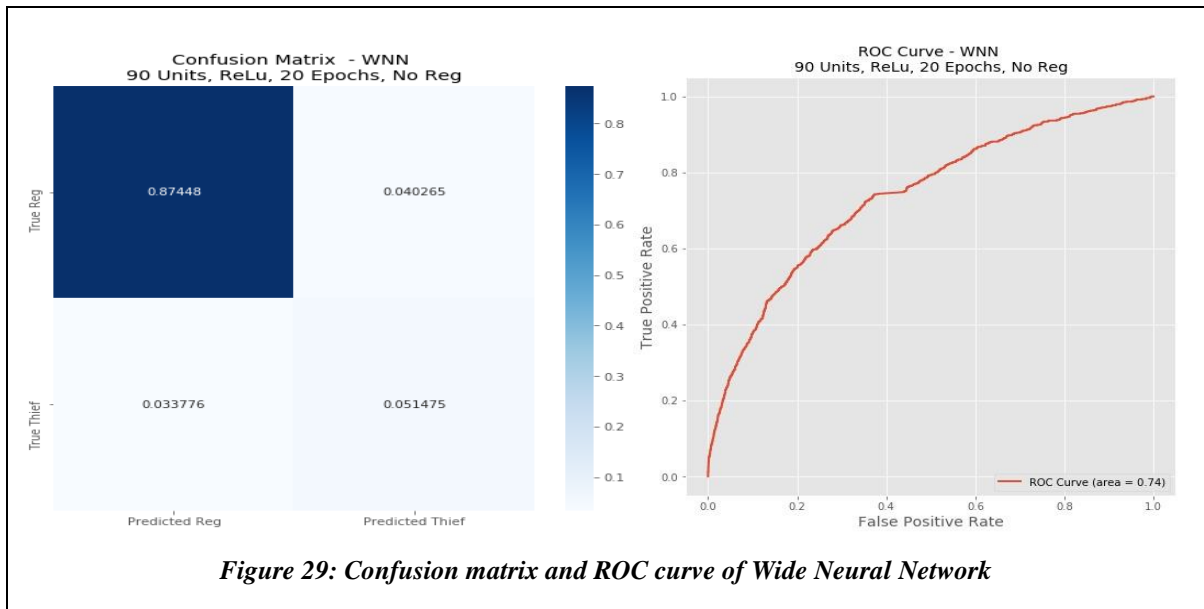 Confusion Matrix - WNN
90 Units, ReLu, 20 Epochs, No Reg
True Reg
True Thief
0.87448
0.040265
0.033776
0.051475
Predicted Reg
Predicted Thief
0.8
0.7
0.6
0.5
0.4
0.3
0.2
0.1
ROC Curve - WNN
90 Units, ReLu, 20 Epochs, No Reg
True Positive Rate
1.0
0.8
0.6
0.4
0.2
0.0
ROC Curve (area = 0.74)
0.0
0.2
0.4
0.6
0.8
1.0
False Positive Rate
Figure 29: Confusion matrix and ROC curve of Wide Neural Network